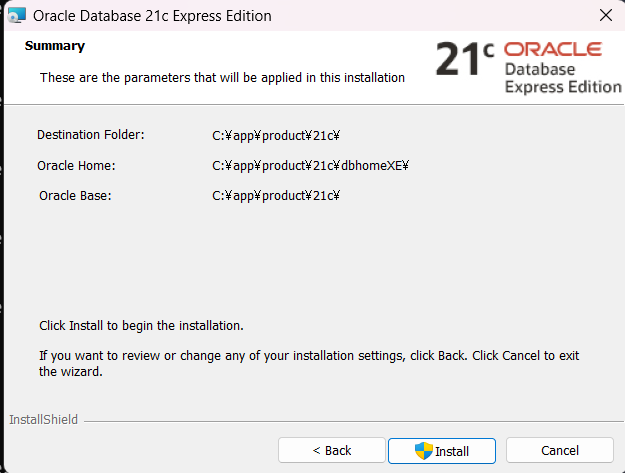 Oracle Database 21c Express Edition
Summary
These are the parameters that will be applied in this installation
21c ORACLE
Database
Express Edition
Destination Folder: C:¥app¥product¥21c¥
Oracle Home: C:¥app¥product¥21c¥dbhomeXE¥
Oracle Base: C:¥app¥product¥21c¥
Click Install to begin the installation.
If you want to review or change any of your installation settings, click Back. Click Cancel to exit
the wizard.
InstallShield
< Back Install Cancel